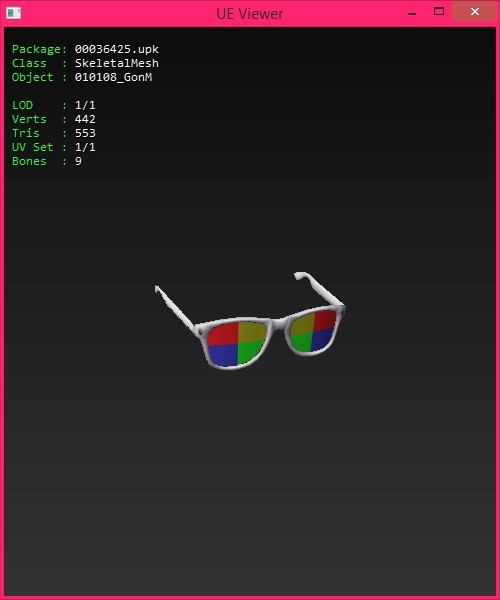 UE Viewer
Package: 00036425.upk
Class  : SkeletalMesh
Object : 010108_GonM
LOD    : 1/1
Verts  : 442
Tris   : 553
UV Set : 1/1
Bones  : 9